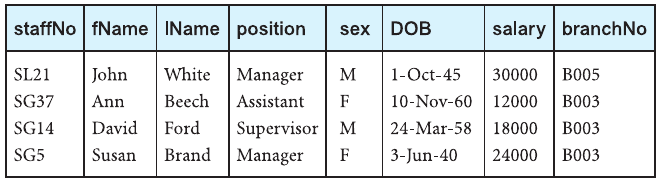 staffNo fName lName position sex DOB salary branchNo
SL21 John White Manager M 1-Oct-45 30000 B005
SG37 Ann Beech Assistant F 10-Nov-60 12000 B003
SG14 David Ford Supervisor M 24-Mar-58 18000 B003
SG5 Susan Brand Manager F 3-Jun-40 24000 B003